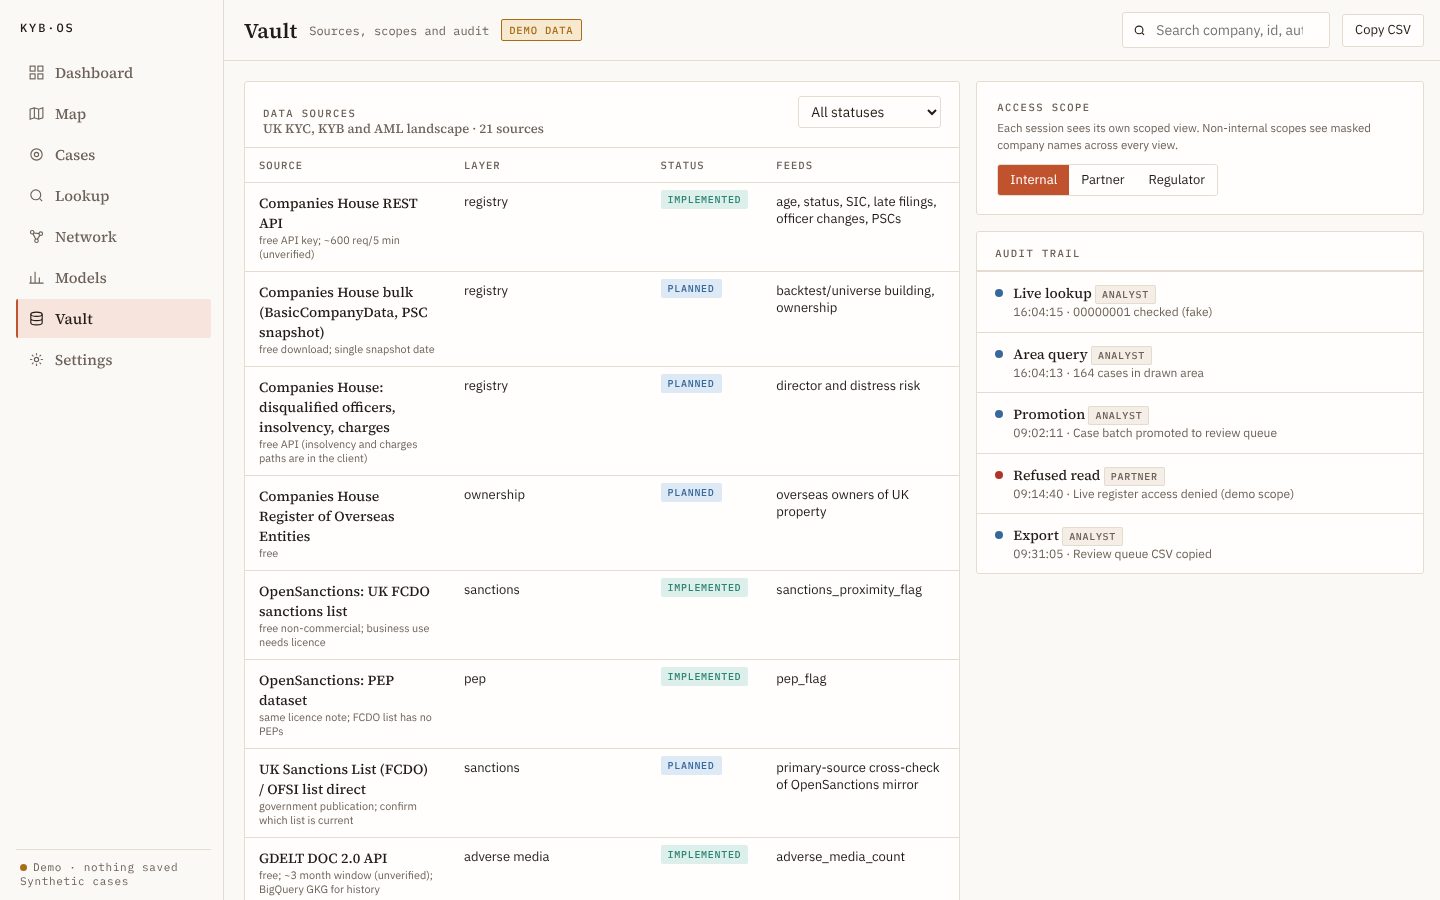 KYB·OS
Dashboard
Map
Cases
Lookup
Network
Models
Vault
Settings
Demo · nothing saved
Synthetic cases
Vault
Sources, scopes and audit
DEMO DATA
Search company, id, aut
Copy CSV
DATA SOURCES
UK KYC, KYB and AML landscape · 21 sources
All statuses
SOURCE LAYER STATUS FEEDS
Companies House REST
API
free API key; ~600 req/5 min
(unverified)
registry
IMPLEMENTED
age, status, SIC, late filings,
officer changes, PSCs
Companies House bulk
(BasicCompanyData, PSC
snapshot)
free download; single snapshot date
registry
PLANNED
backtest/universe building,
ownership
Companies House:
disqualified officers,
insolvency, charges
free API (insolvency and charges
paths are in the client)
registry
PLANNED
director and distress risk
Companies House
Register of Overseas
Entities
free
ownership
PLANNED
overseas owners of UK
property
OpenSanctions: UK FCDO
sanctions list
free non-commercial; business use
needs licence
sanctions
IMPLEMENTED
sanctions_proximity_flag
OpenSanctions: PEP
dataset
same licence note; FCDO list has no
PEPs
pep
IMPLEMENTED
pep_flag
UK Sanctions List (FCDO)
/ OFSI list direct
government publication; confirm
which list is current
sanctions
PLANNED
primary-source cross-check
of OpenSanctions mirror
GDELT DOC 2.0 API
free; ~3 month window (unverified);
BigQuery GKG for history
adverse media
IMPLEMENTED
adverse_media_count
ACCESS SCOPE
Each session sees its own scoped view. Non-internal scopes see masked
company names across every view.
Internal Partner Regulator
AUDIT TRAIL
Live lookup ANALYST
16:04:15 · 00000001 checked (fake)
Area query ANALYST
16:04:13 · 164 cases in drawn area
Promotion ANALYST
09:02:11 · Case batch promoted to review queue
Refused read PARTNER
09:14:40 · Live register access denied (demo scope)
Export ANALYST
09:31:05 · Review queue CSV copied